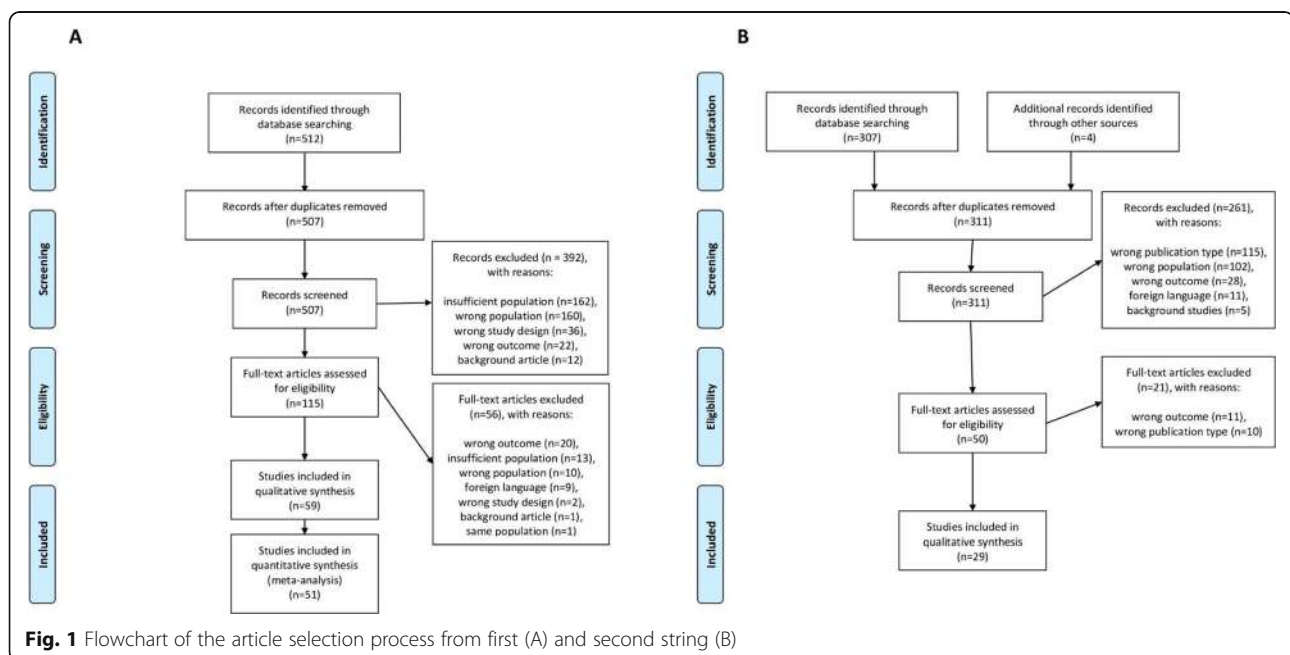 A
Identification
Screening
Eligibility
Included
Records identified through
database searching
(n=512)
Records after duplicates removed
(n=507)
Records screened
(n=507)
Records excluded (n = 392),
with reasons:
insufficient population (n=162),
wrong population (n=160),
wrong study design (n=36),
wrong outcome (n=22),
background article (n=12)
Full-text articles assessed
for eligibility
(n=115)
Full-text articles excluded
(n=56), with reasons:
wrong outcome (n=20),
insufficient population (n=13),
wrong population (n=10),
foreign language (n=9),
wrong study design (n=2),
background article (n=1),
same population (n=1)
Studies included in
qualitative synthesis
(n=59)
Studies included in
quantitative synthesis
(meta-analysis)
(n=51)
B
Identification
Screening
Eligibility
Included
Records identified through
database searching
(n=307)
Additional records identified
through other sources
(n=4)
Records after duplicates removed
(n=311)
Records screened
(n=311)
Records excluded (n=261),
with reasons:
wrong publication type (n=115),
wrong population (n=102),
wrong outcome (n=28),
foreign language (n=11),
background studies (n=5)
Full-text articles assessed
for eligibility
(n=50)
Full-text articles excluded
(n=21), with reasons:
wrong outcome (n=11),
wrong publication type (n=10)
Studies included in
qualitative synthesis
(n=29)
Fig. 1 Flowchart of the article selection process from first (A) and second string (B)